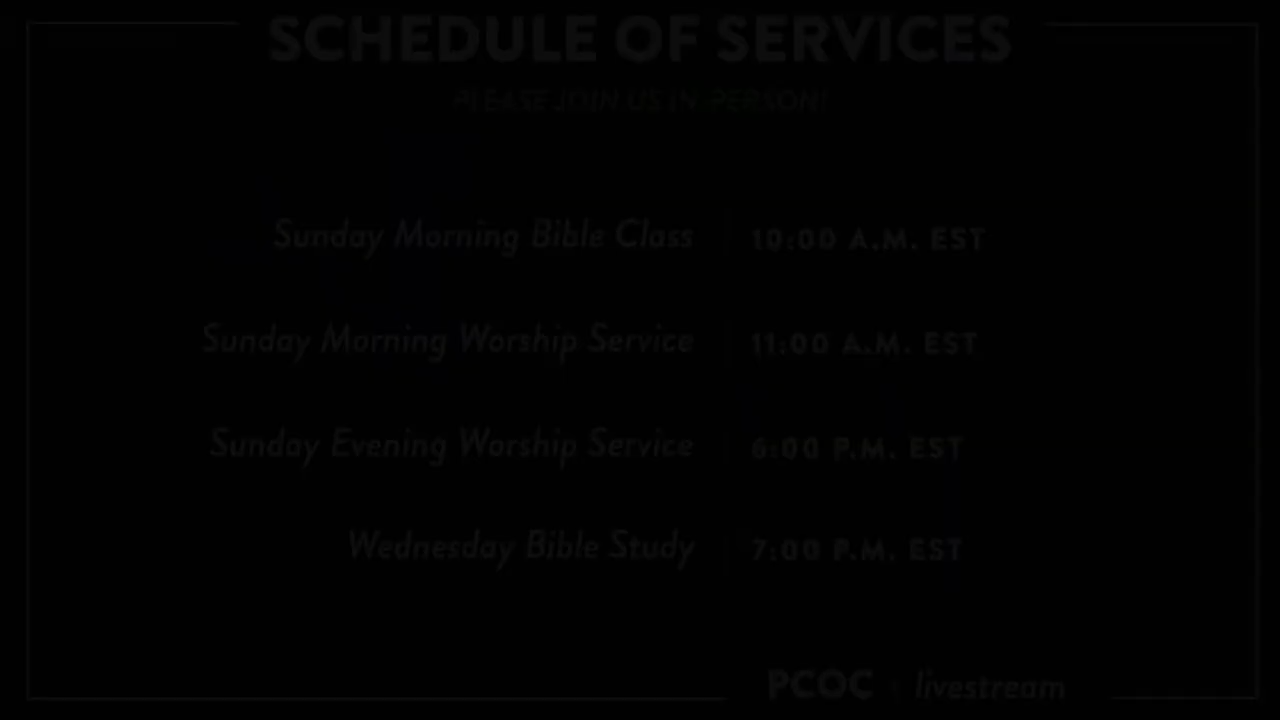 SCHEDULE OF SERVICES
PLEASE JOIN US IN-PERSON!
Sunday Morning Bible Class | 10:00 A.M. EST
Sunday Morning Worship Service | 11:00 A.M. EST
Sunday Evening Worship Service | 6:00 P.M. EST
Wednesday Bible Study | 7:00 P.M. EST
PCOC | livestream